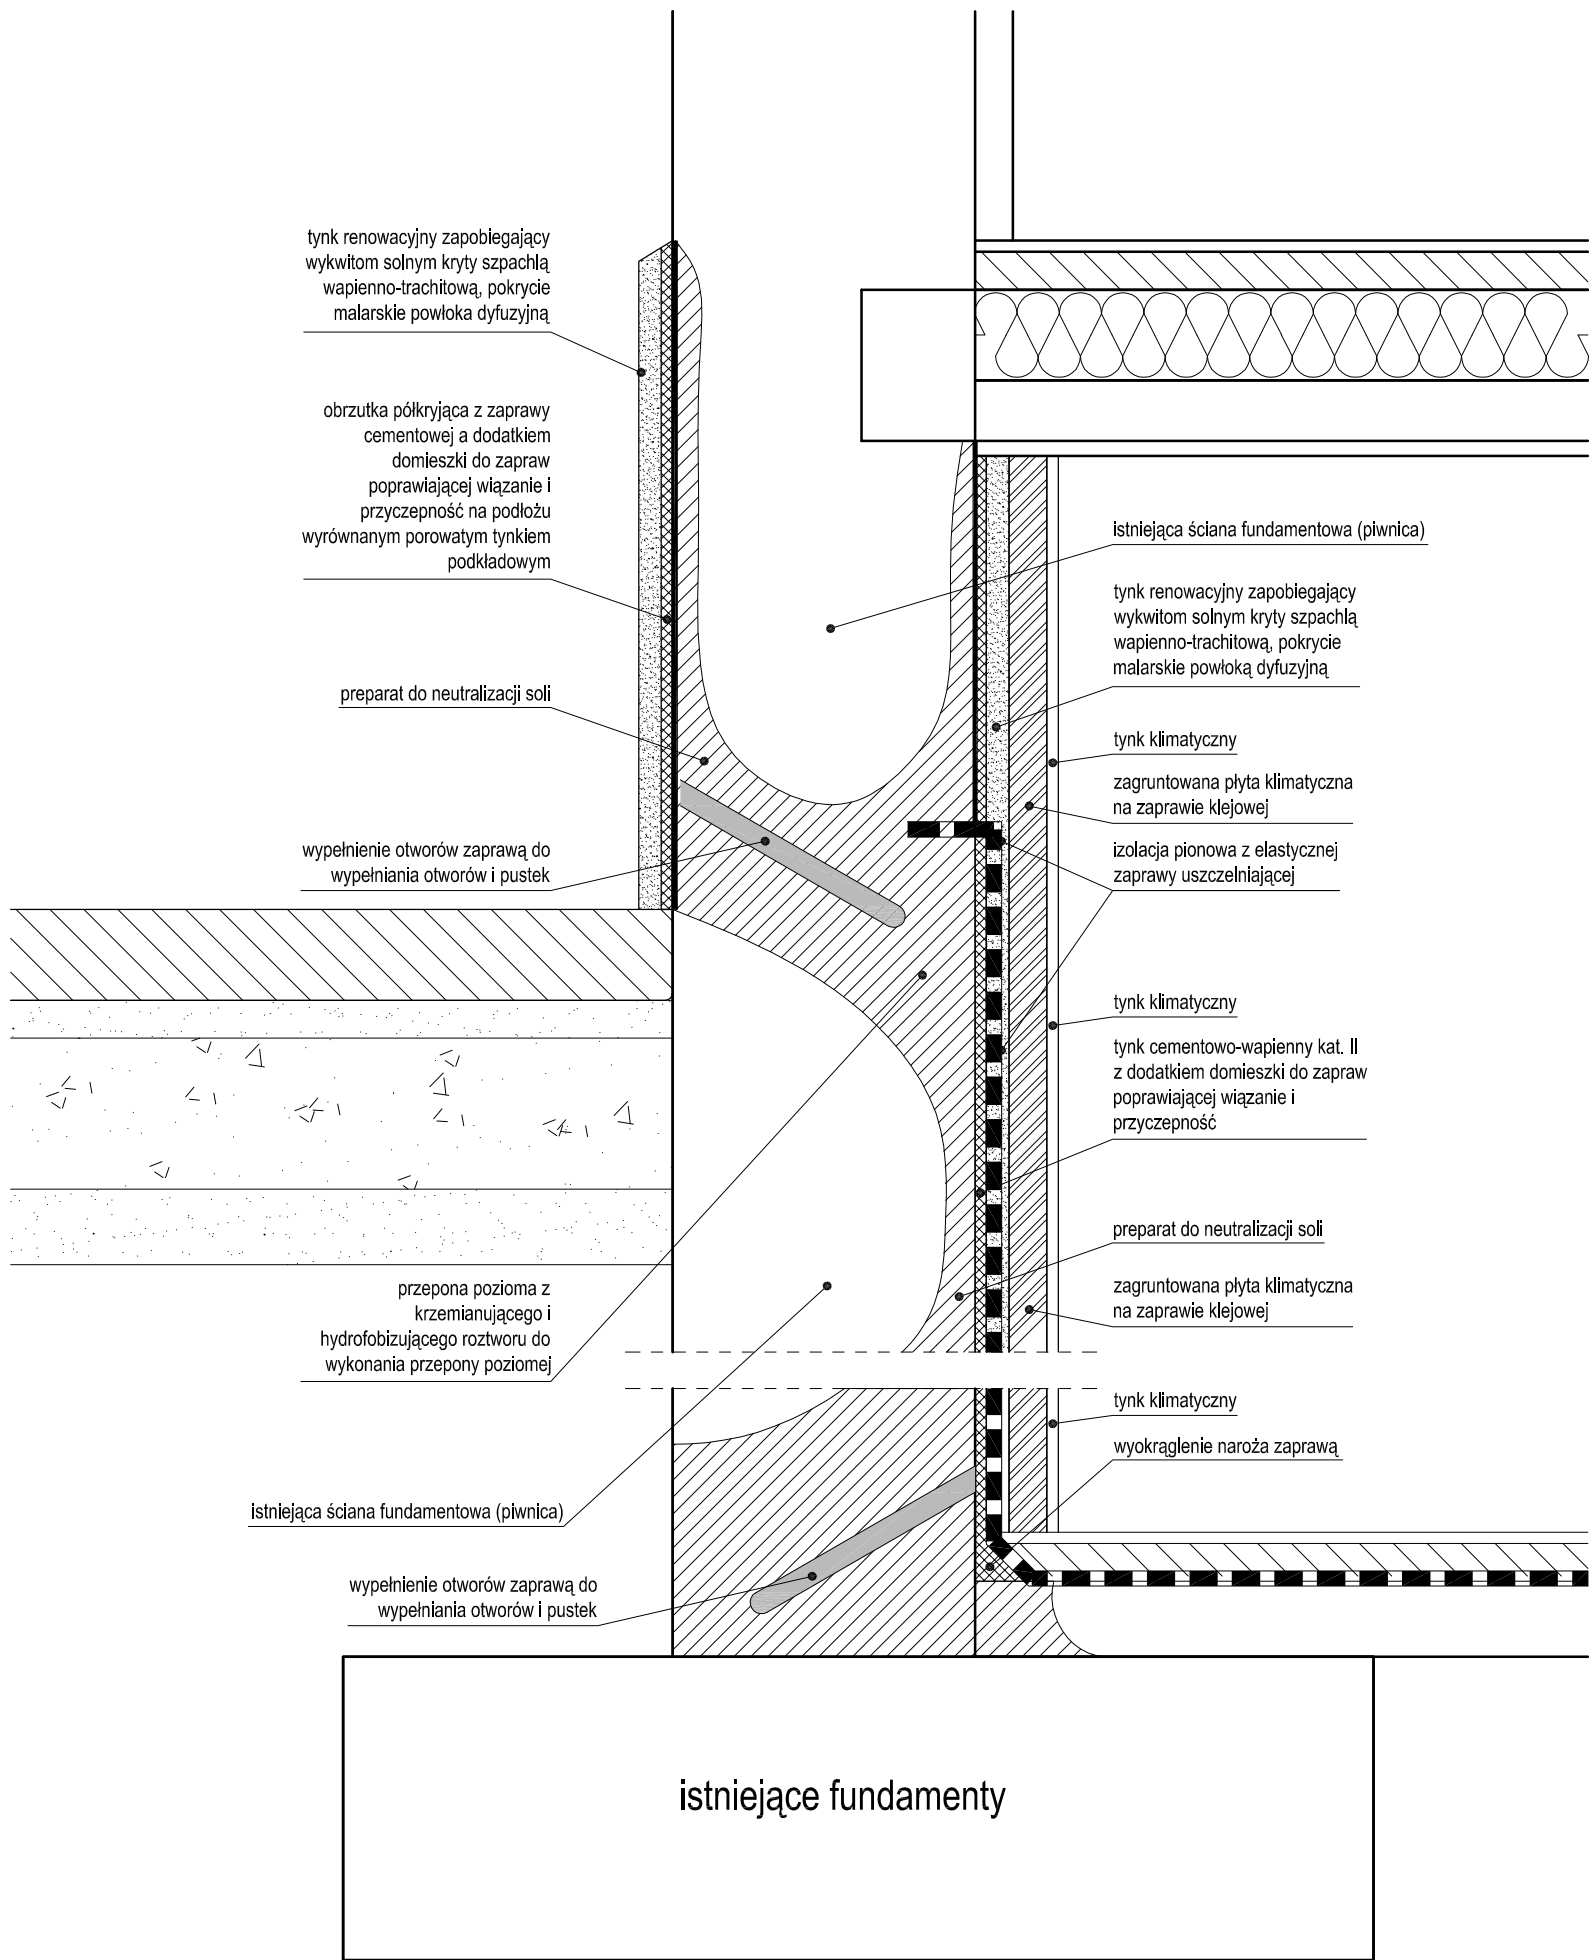 tynk renowacyjny zapobiegający
wykwitom solnym kryty szpachlą
wapienno-trachitową, pokrycie
malarskie powłoka dyfuzyjną
obrzutka półkryjąca z zaprawy
cementowej a dodatkiem
domieszki do zapraw
poprawiającej wiązanie i
przyczepność na podłożu
wyrównanym porowatym tynkiem
podkładowym
preparat do neutralizacji soli
wypełnienie otworów zaprawą do
wypełniania otworów i pustek
przepona pozioma z
krzemianującego i
hydrofobizującego roztworu do
wykonania przepony poziomej
istniejąca ściana fundamentowa (piwnica)
wypełnienie otworów zaprawą do
wypełniania otworów i pustek
istniejąca ściana fundamentowa (piwnica)
tynk renowacyjny zapobiegający
wykwitom solnym kryty szpachlą
wapienno-trachitową, pokrycie
malarskie powłoką dyfuzyjną
tynk klimatyczny
zagruntowana płyta klimatyczna
na zaprawie klejowej
izolacja pionowa z elastycznej
zaprawy uszczelniającej
tynk klimatyczny
tynk cementowo-wapienny kat. II
z dodatkiem domieszki do zapraw
poprawiającej wiązanie i
przyczepność
preparat do neutralizacji soli
zagruntowana płyta klimatyczna
na zaprawie klejowej
tynk klimatyczny
wyokrąglenie naroża zaprawą
istniejące fundamenty